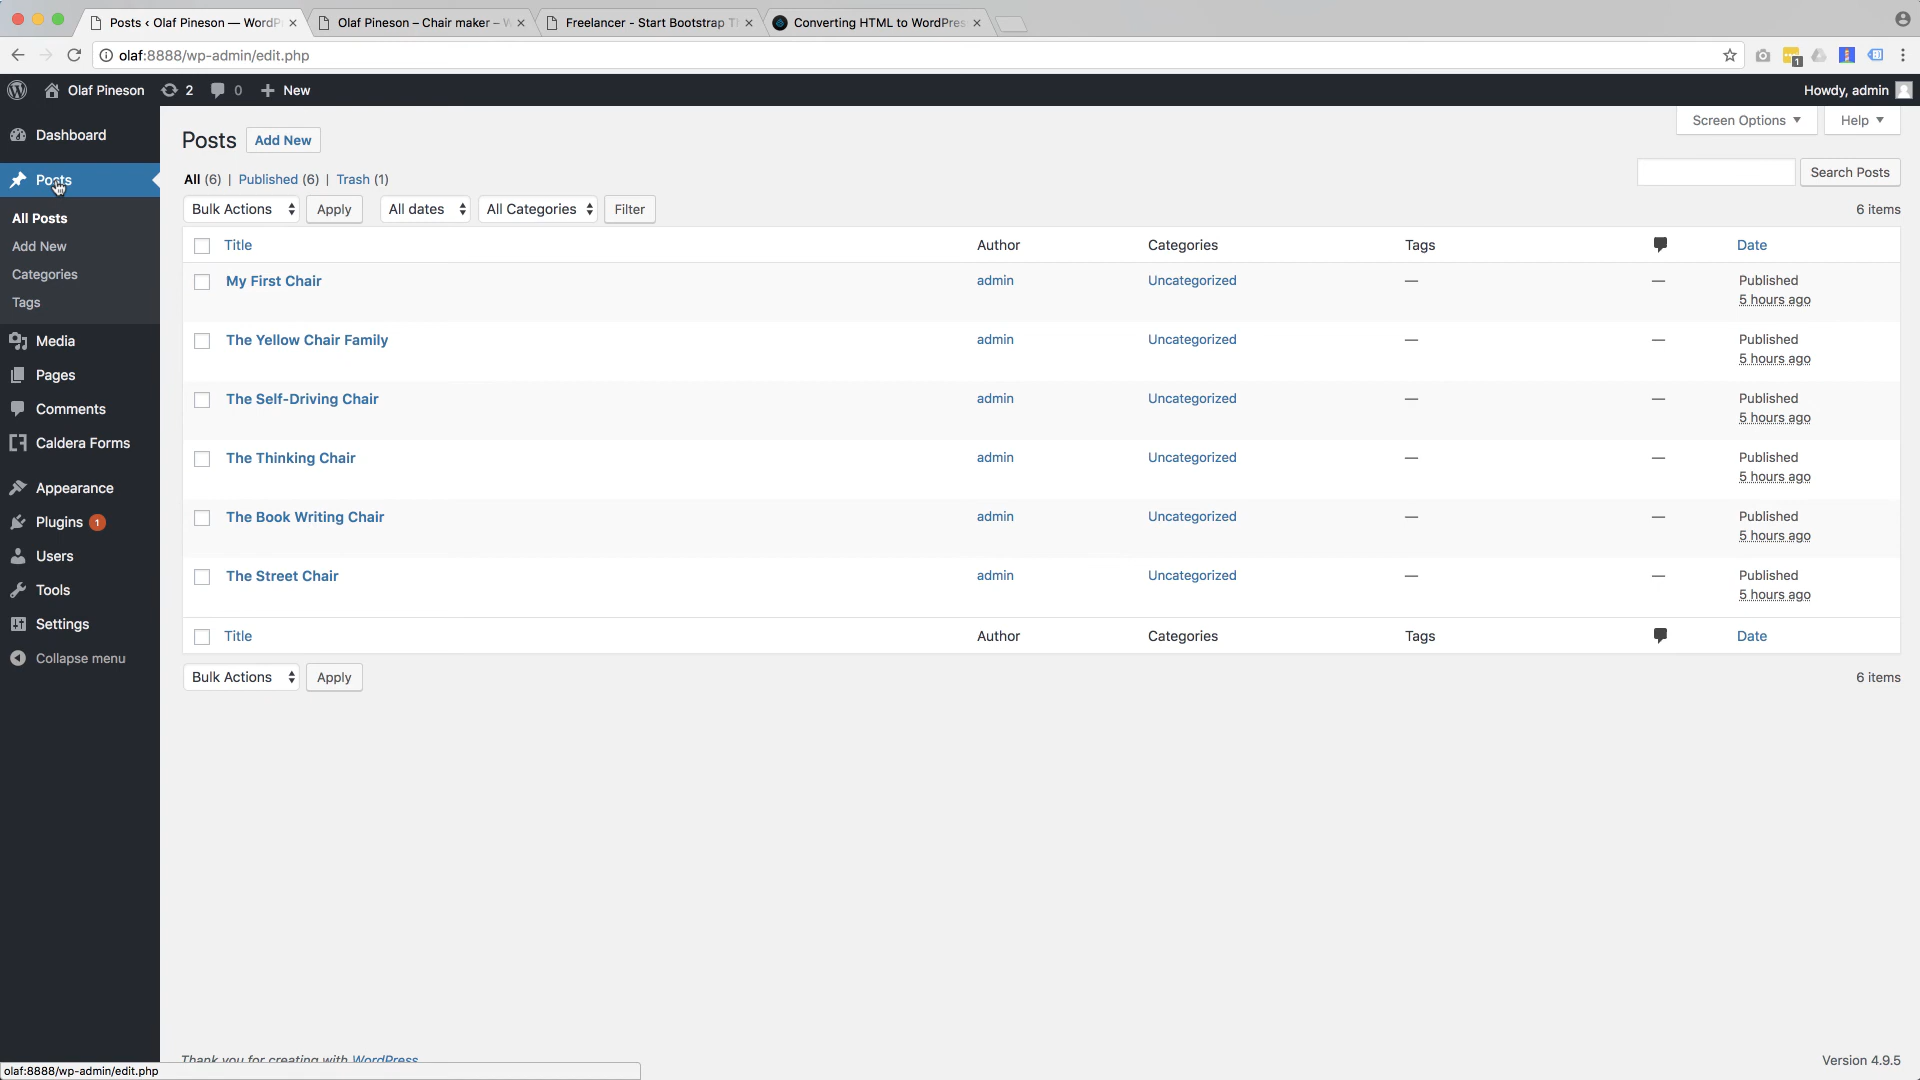 Posts ‹ Olaf Pineson — WordP
Olaf Pineson – Chair maker – W
Freelancer - Start Bootstrap Th
Converting HTML to WordPres
olaf:8888/wp-admin/edit.php
1
Olaf Pineson
2
0
New
Howdy, admin
Dashboard
Posts
All Posts
Add New
Categories
Tags
Media
Pages
Comments
Caldera Forms
Appearance
Plugins 1
Users
Tools
Settings
Collapse menu
Screen Options
Help
Posts
Add New
All (6) | Published (6) | Trash (1)
Search Posts
Bulk Actions
Apply
All dates
All Categories
Filter
6 items
Title Author Categories Tags Date
My First Chair admin Uncategorized — — Published
5 hours ago
The Yellow Chair Family admin Uncategorized — — Published
5 hours ago
The Self-Driving Chair admin Uncategorized — — Published
5 hours ago
The Thinking Chair admin Uncategorized — — Published
5 hours ago
The Book Writing Chair admin Uncategorized — — Published
5 hours ago
The Street Chair admin Uncategorized — — Published
5 hours ago
Title Author Categories Tags Date
Bulk Actions
Apply
6 items
Thank you for creating with WordPress
Version 4.9.5
olaf:8888/wp-admin/edit.php